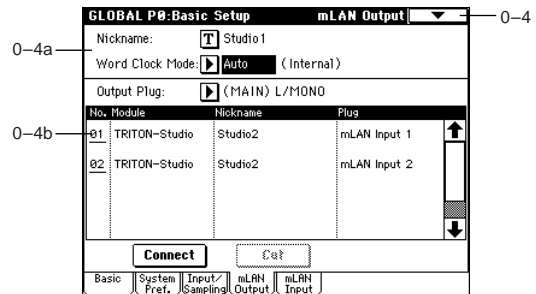 GLOBAL P0:Basic Setup mLAN Output
0–4
0–4a
Nickname: T Studio1
Word Clock Mode: Auto (Internal)
Output Plug: (MAIN) L/MONO
No. Module Nickname Plug
0–4b
01 TRITON-Studio Studio2 mLAN Input 1
02 TRITON-Studio Studio2 mLAN Input 2
Connect Cut
Basic System Pref. Input/Sampling mLAN Output mLAN Input